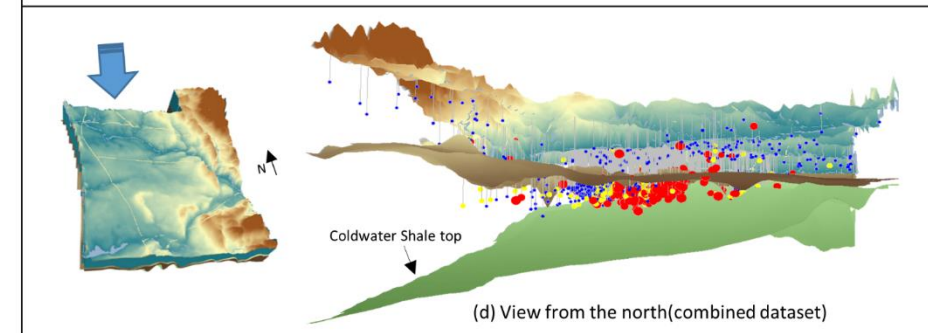 N
Coldwater Shale top
(d) View from the north(combined dataset)